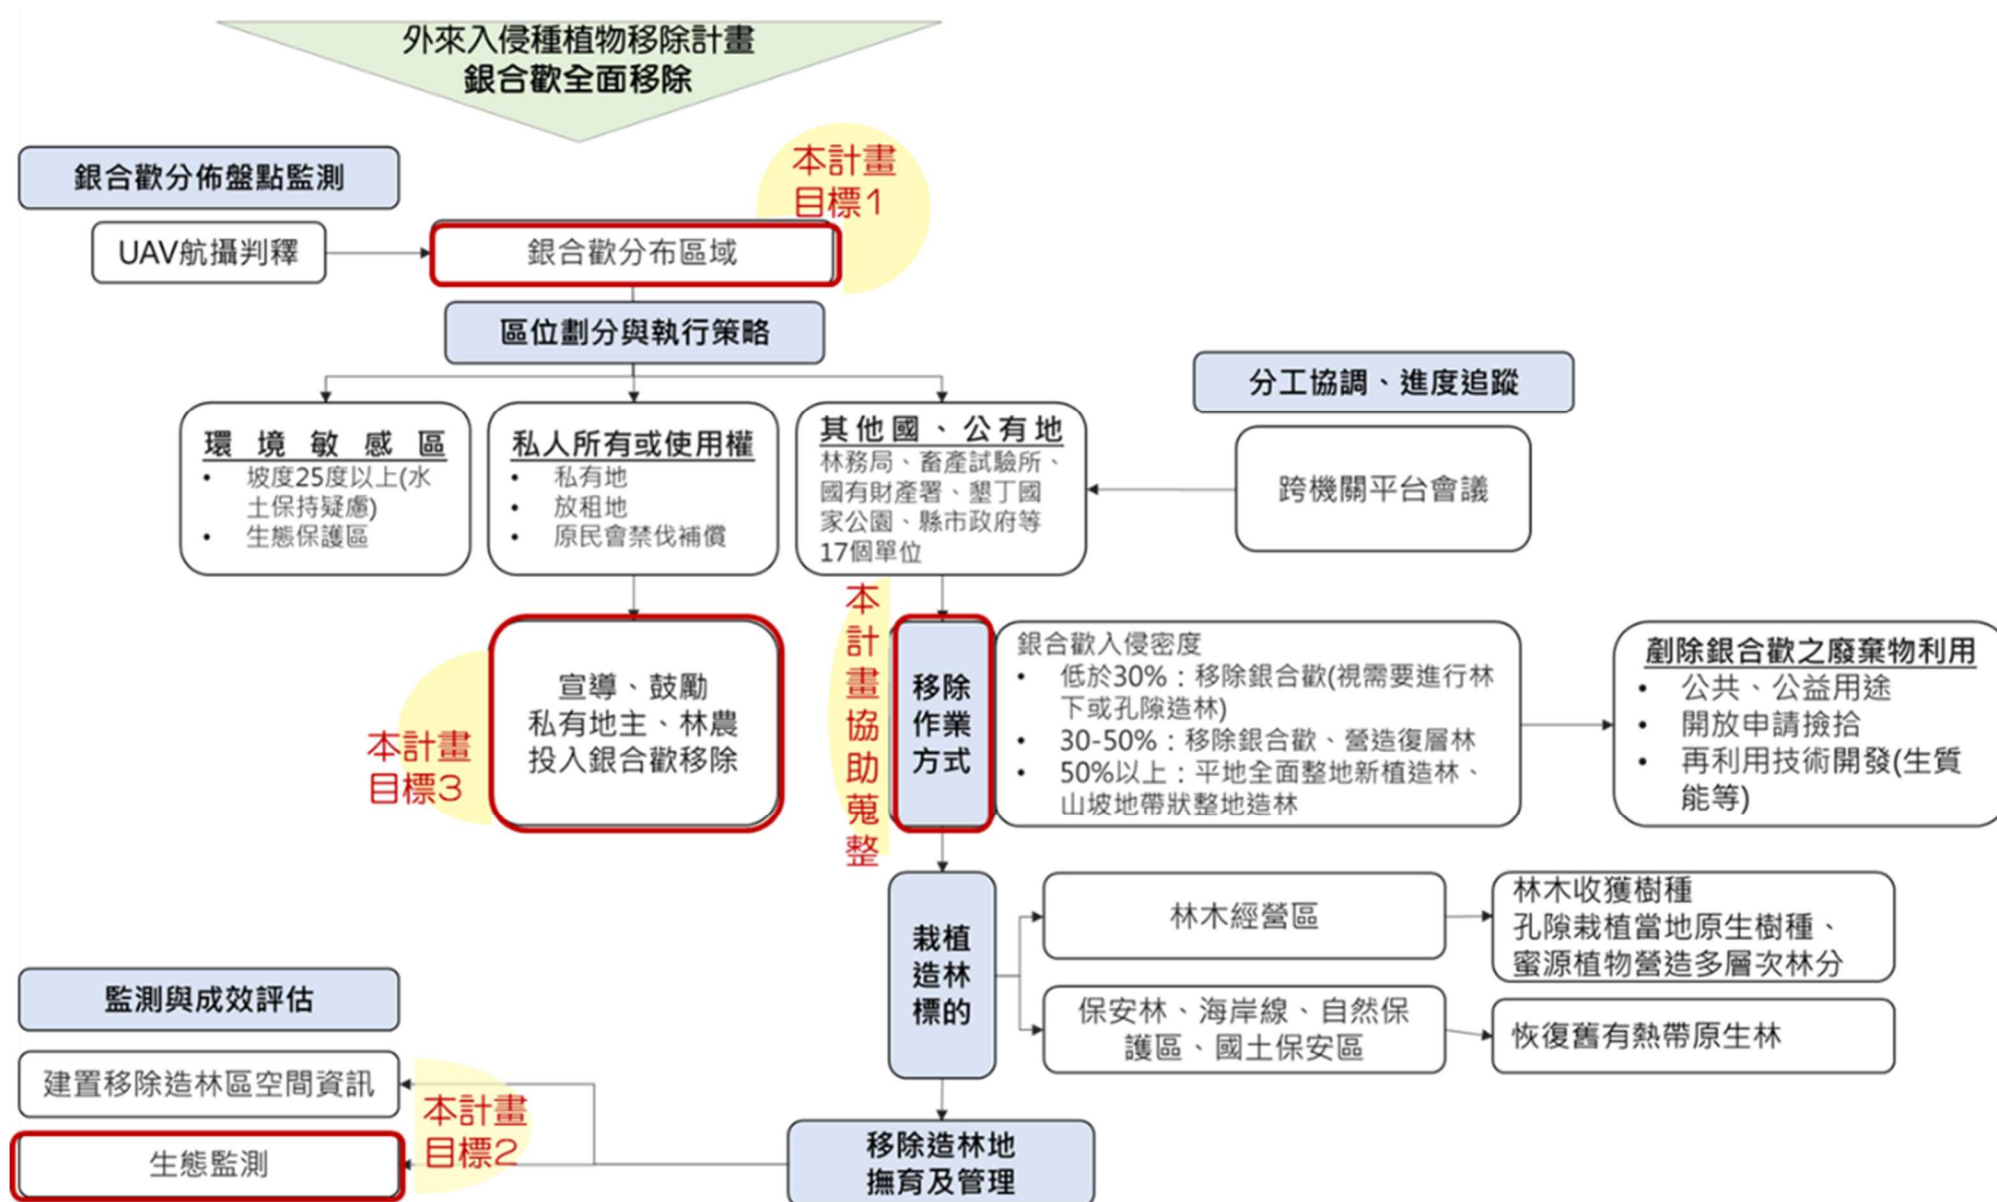 外來入侵種植物移除計畫
銀合歡全面移除
銀合歡分佈盤點監測
本計畫
目標1
UAV航攝判釋
銀合歡分布區域
區位劃分與執行策略
分工協調、進度追蹤
環境敏感區
• 坡度25度以上(水
土保持疑慮)
• 生態保護區
私人所有或使用權
• 私有地
• 放租地
• 原民會禁伐補償
其他國、公有地
林務局、畜產試驗所、
國有財產署、墾丁國
家公園、縣市政府等
17個單位
跨機關平台會議
本計畫
目標3
宣導、鼓勵
私有地主、林農
投入銀合歡移除
本
計
畫
協
助
蒐
整
移除
作業
方式
銀合歡入侵密度
• 低於30%：移除銀合歡(視需要進行林
下或孔隙造林)
• 30-50%：移除銀合歡、營造復層林
• 50%以上：平地全面整地新植造林、
山坡地帶狀整地造林
剷除銀合歡之廢棄物利用
• 公共、公益用途
• 開放申請撿拾
• 再利用技術開發(生質
能等)
栽植
造林
標的
林木經營區
林木收獲樹種
孔隙栽植當地原生樹種、
蜜源植物營造多層次林分
保安林、海岸線、自然保
護區、國土保安區
恢復舊有熱帶原生林
監測與成效評估
建置移除造林區空間資訊
生態監測
本計畫
目標2
移除造林地
撫育及管理